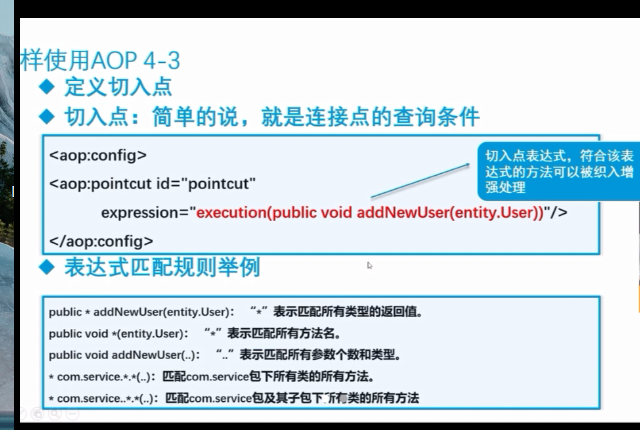 样使用AOP 4-3
◆ 定义切入点
◆ 切入点：简单的说，就是连接点的查询条件
<aop:config>
<aop:pointcut id="pointcut"
expression="execution(public void addNewUser(entity.User))"/>
</aop:config>
切入点表达式，符合该表
达式的方法可以被织入增
强处理
◆ 表达式匹配规则举例
public * addNewUser(entity.User)： “*”表示匹配所有类型的返回值。
public void *(entity.User)： “*”表示匹配所有方法名。
public void addNewUser(..)： “..”表示匹配所有参数个数和类型。
* com.service.*.*(..)：匹配com.service包下所有类的所有方法。
* com.service..*.*(..)：匹配com.service包及其子包下所有类的所有方法